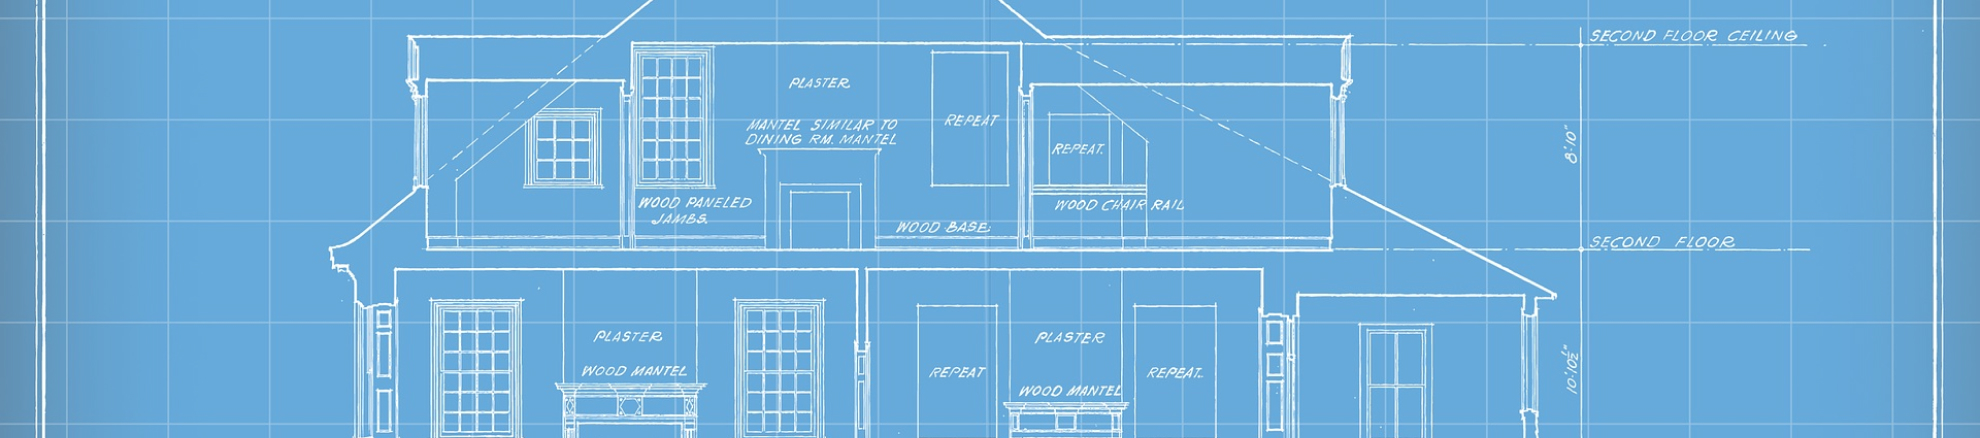 SECOND FLOOR CEILING
PLASTER
REPEAT
MANTEL SIMILAR TO
DINING RM. MANTEL
REPEAT.
8'-10"
WOOD PANELED
JAMBS.
WOOD CHAIR RAIL
WOOD BASE.
SECOND FLOOR
PLASTER
PLASTER
WOOD MANTEL
REPEAT
REPEAT.
WOOD MANTEL
10'-10½"